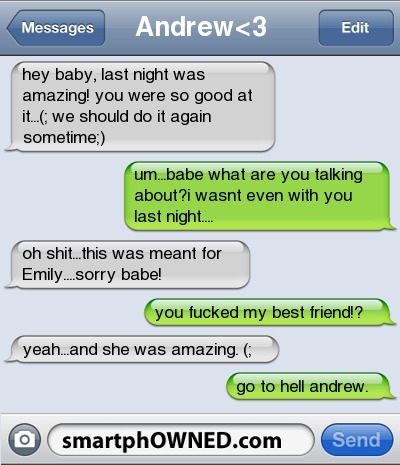 Messages
Andrew<3
Edit
hey baby, last night was
amazing! you were so good at
it...(; we should do it again
sometime;)
um...babe what are you talking
about?i wasnt even with you
last night....
oh shit...this was meant for
Emily....sorry babe!
you fucked my best friend!?
yeah...and she was amazing. (;
go to hell andrew.
smartphOWNED.com
Send